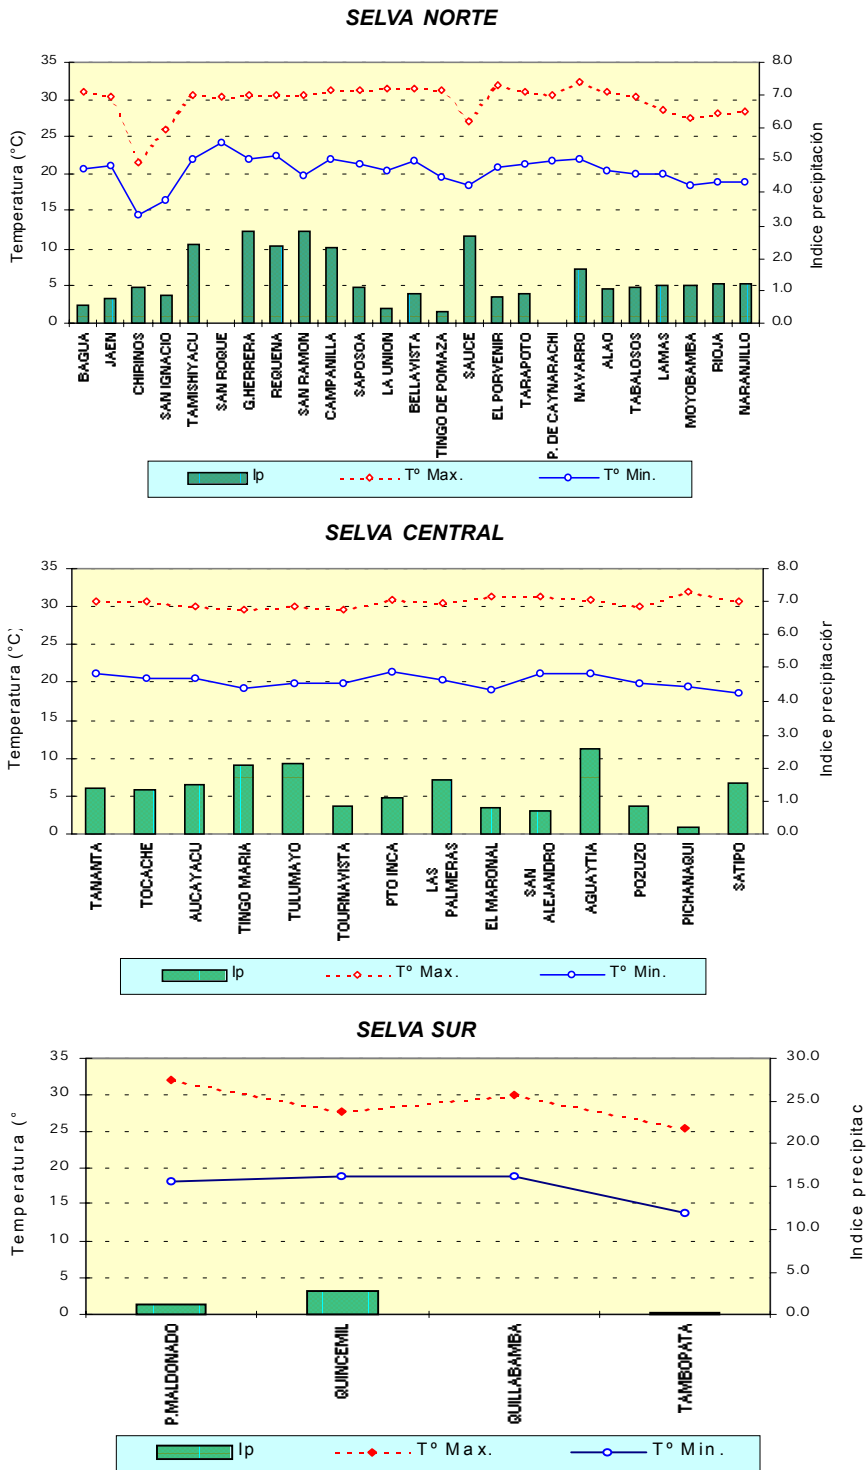 SELVA NORTE
35
30
25
20
15
10
5
0
Temperatura (°C)
8.0
7.0
6.0
5.0
4.0
3.0
2.0
1.0
0.0
Indice precipitación
BAGUA
JAEN
CHIRINOS
SAN IGNACIO
TAMISHIYACU
SAN ROQUE
G.HERRERA
REQUENA
SAN RAMON
CAMPANILLA
SAPOSOA
LA UNION
BELLAVISTA
TINGO DE POMAZA
SAUCE
EL PORVENIR
TARAPOTO
P. DE CAYNARACHI
NAVARRO
ALAO
TABALOSOS
LAMAS
MOYOBAMBA
RIOJA
NARANJILLO
Ip
Tº Max.
Tº Min.
SELVA CENTRAL
35
30
25
20
15
10
5
0
Temperatura (°C)
8.0
7.0
6.0
5.0
4.0
3.0
2.0
1.0
0.0
Indice precipitaciór
TANANTA
TOCACHE
AUCAYACU
TINGO MARIA
TULUMAYO
TOURNAVISTA
PTO INCA
LAS
PALMERAS
EL MARONAL
SAN
ALEJANDRO
AGUAYTIA
POZUZO
PICHANAQUI
SATIPO
Ip
Tº Max.
Tº Min.
SELVA SUR
35
30
25
20
15
10
5
0
Temperatura (°
30.0
25.0
20.0
15.0
10.0
5.0
0.0
Indice precipitac
P.MALDONADO
QUINCEMIL
QUILLABAMBA
TAMBOPATA
Ip
Tº Max.
Tº Min.